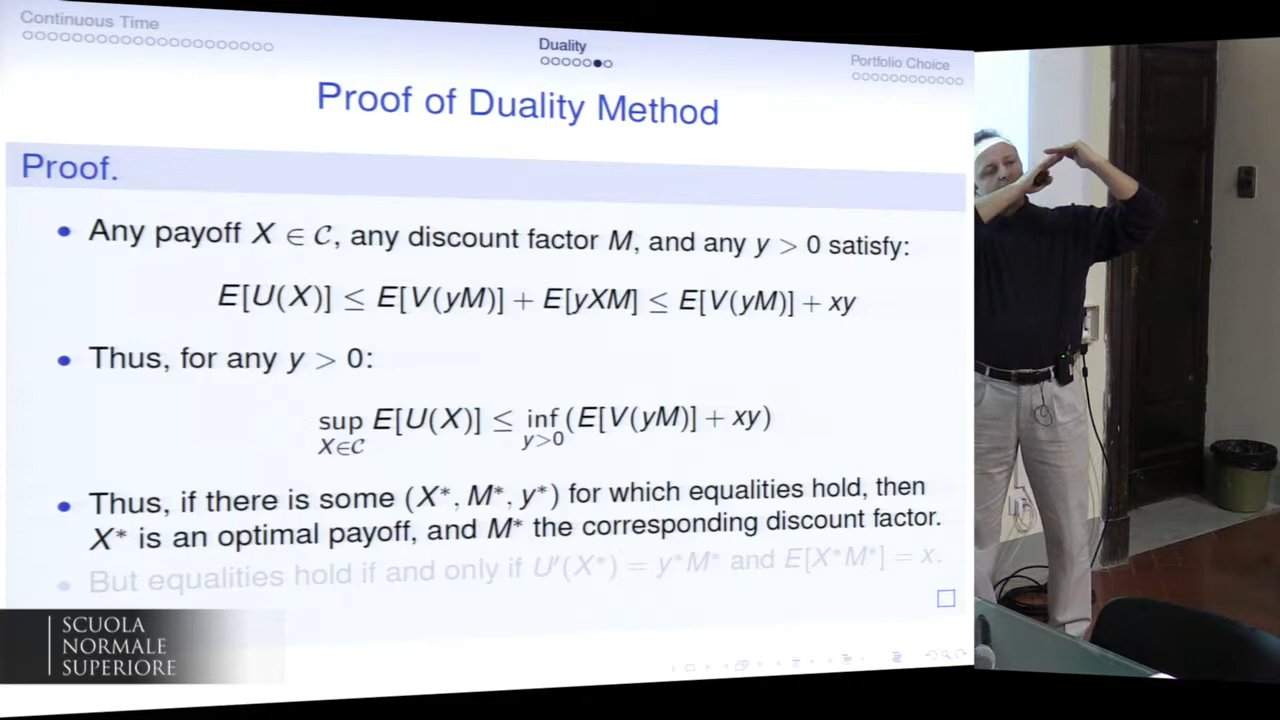 Continuous Time
Duality
Portfolio Choice
Proof of Duality Method
Proof.
• Any payoff X ∈ C, any discount factor M, and any y > 0 satisfy:
E[U(X)] ≤ E[V(yM)] + E[yXM] ≤ E[V(yM)] + xy
• Thus, for any y > 0:
sup E[U(X)] ≤ inf (E[V(yM)] + xy)
X∈C y>0
• Thus, if there is some (X*, M*, y*) for which equalities hold, then
X* is an optimal payoff, and M* the corresponding discount factor.
• But equalities hold if and only if U′(X*) = y*M* and E[X*M*] = x.
SCUOLA
NORMALE
SUPERIORE